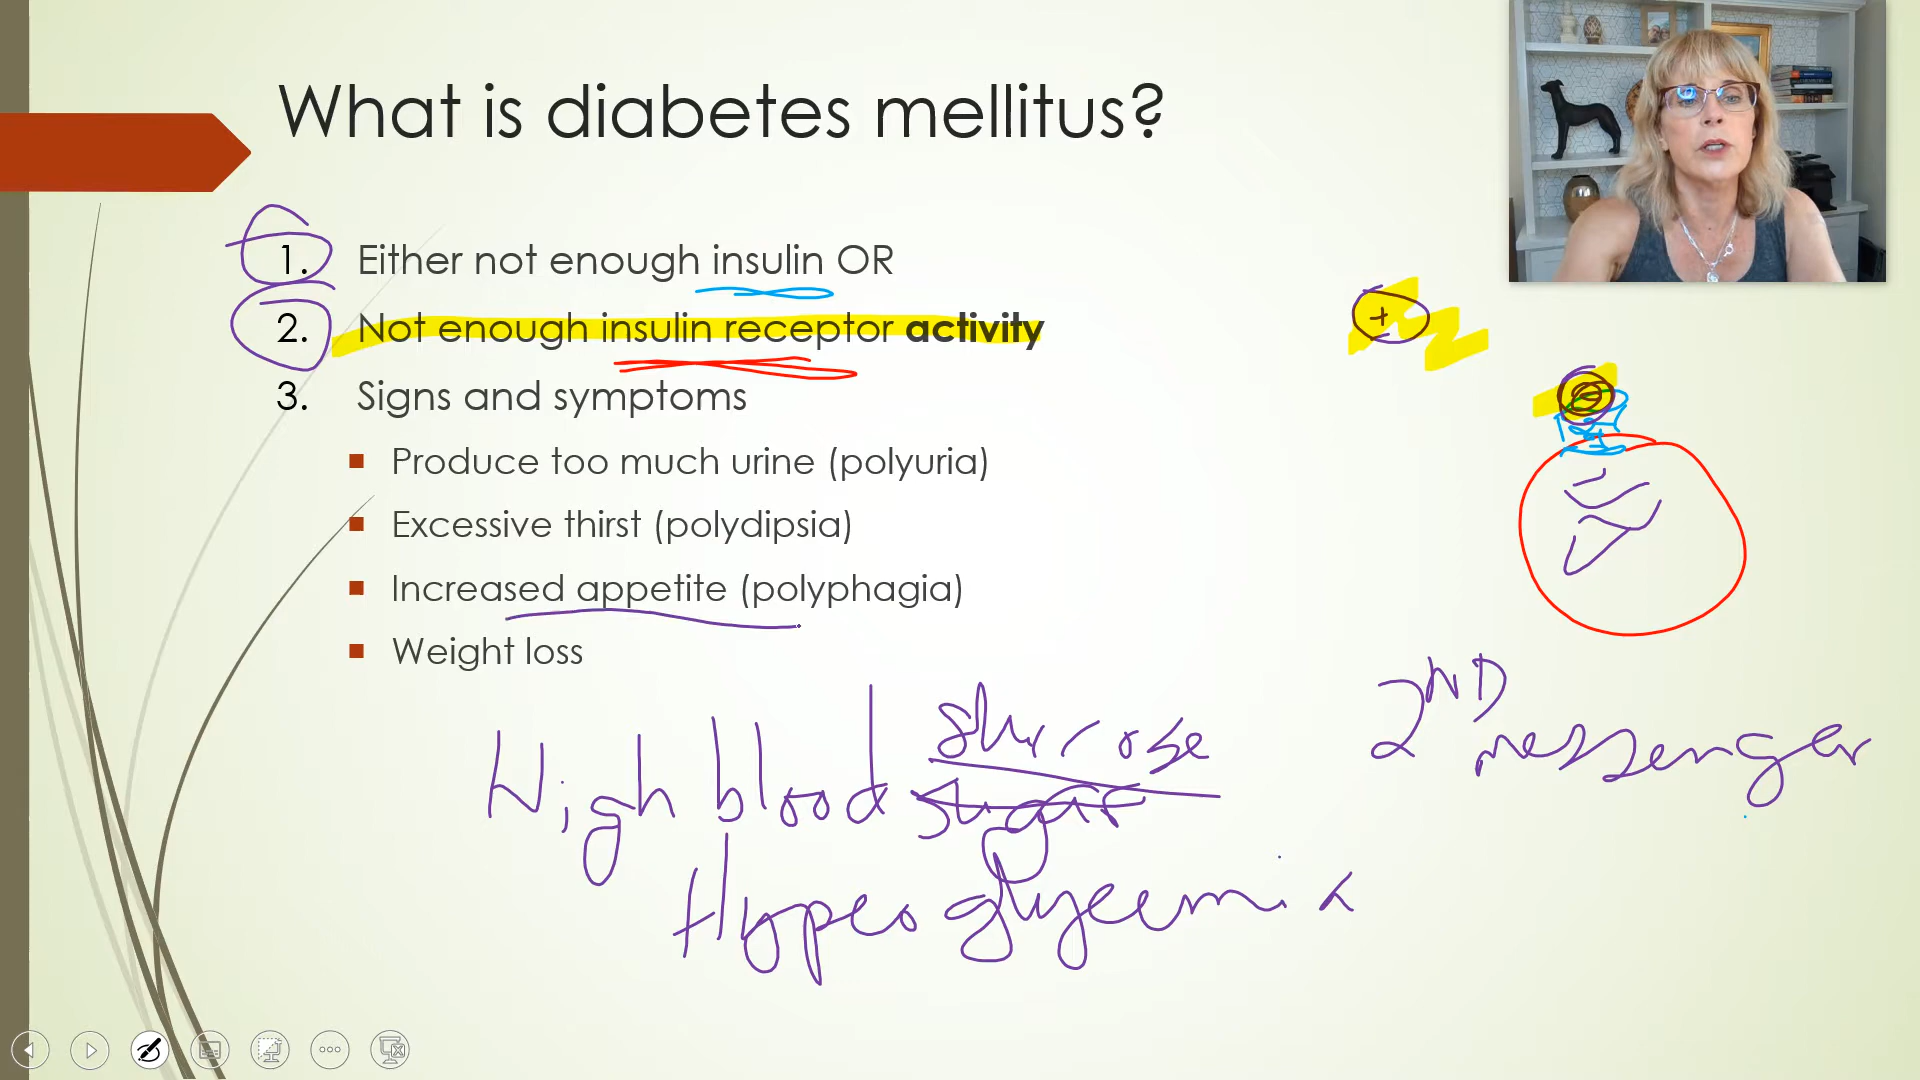 What is diabetes mellitus?
1. Either not enough insulin OR
2. Not enough insulin receptor activity
3. Signs and symptoms
Produce too much urine (polyuria)
Excessive thirst (polydipsia)
Increased appetite (polyphagia)
Weight loss
+
2ND
messenger
glucose
High blood sugar
Hyperglycemia